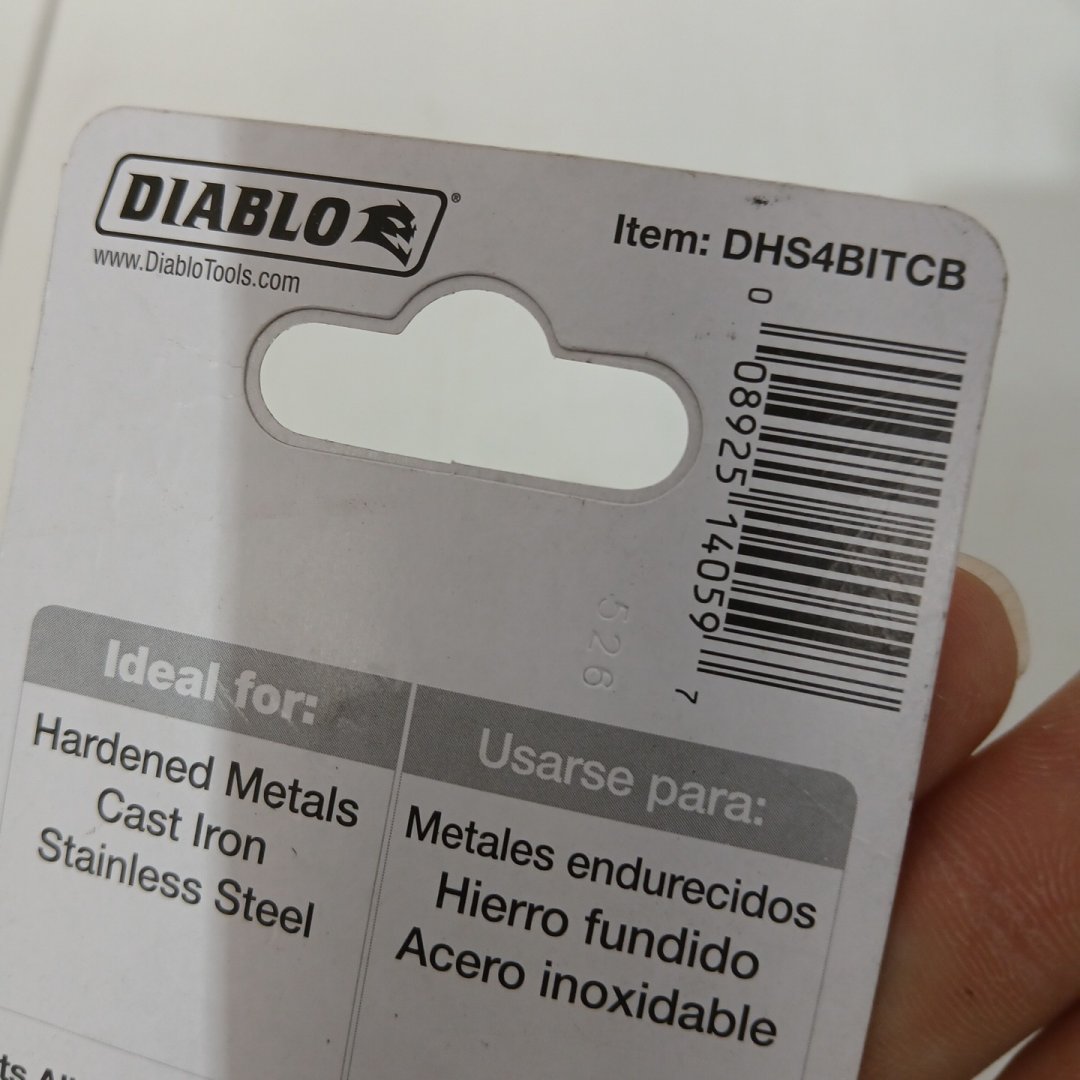 DIABLO®
www.DiabloTools.com
Item: DHS4BITCB
0 08925 14059 7
526
Ideal for:
Hardened Metals
Cast Iron
Stainless Steel
Usarse para:
Metales endurecidos
Hierro fundido
Acero inoxidable